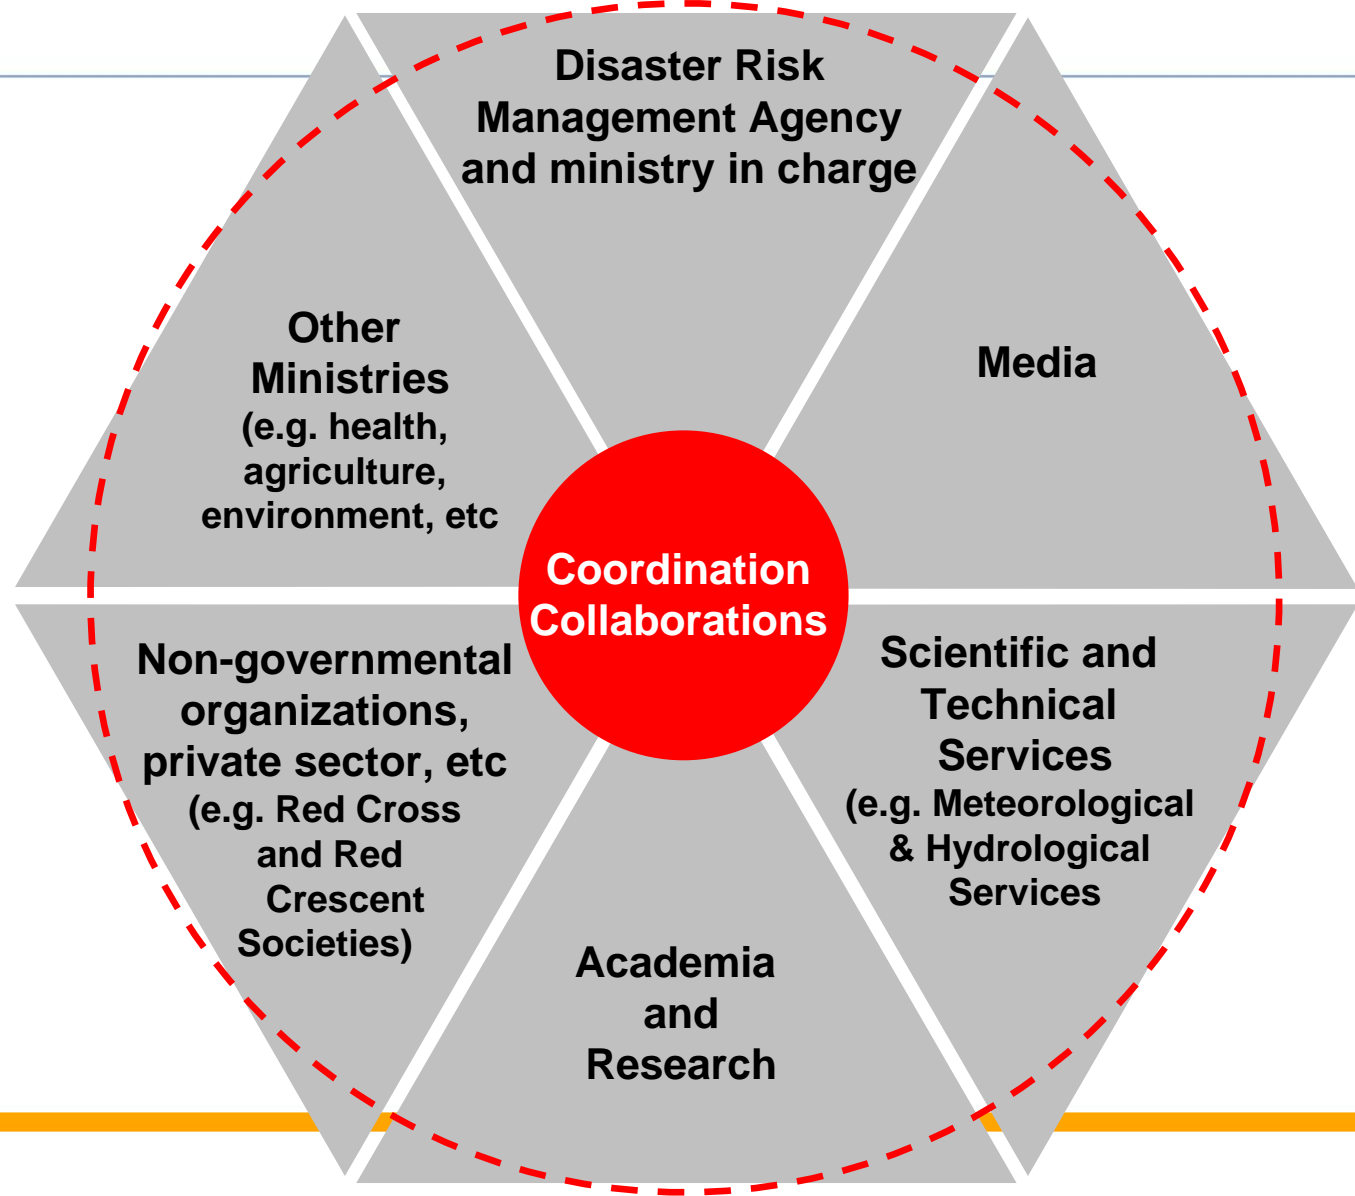 Disaster Risk
Management Agency
and ministry in charge
Other
Ministries
(e.g. health,
agriculture,
environment, etc
Media
Coordination
Collaborations
Non-governmental
organizations,
private sector, etc
(e.g. Red Cross
and Red
Crescent
Societies)
Scientific and
Technical
Services
(e.g. Meteorological
& Hydrological
Services
Academia
and
Research